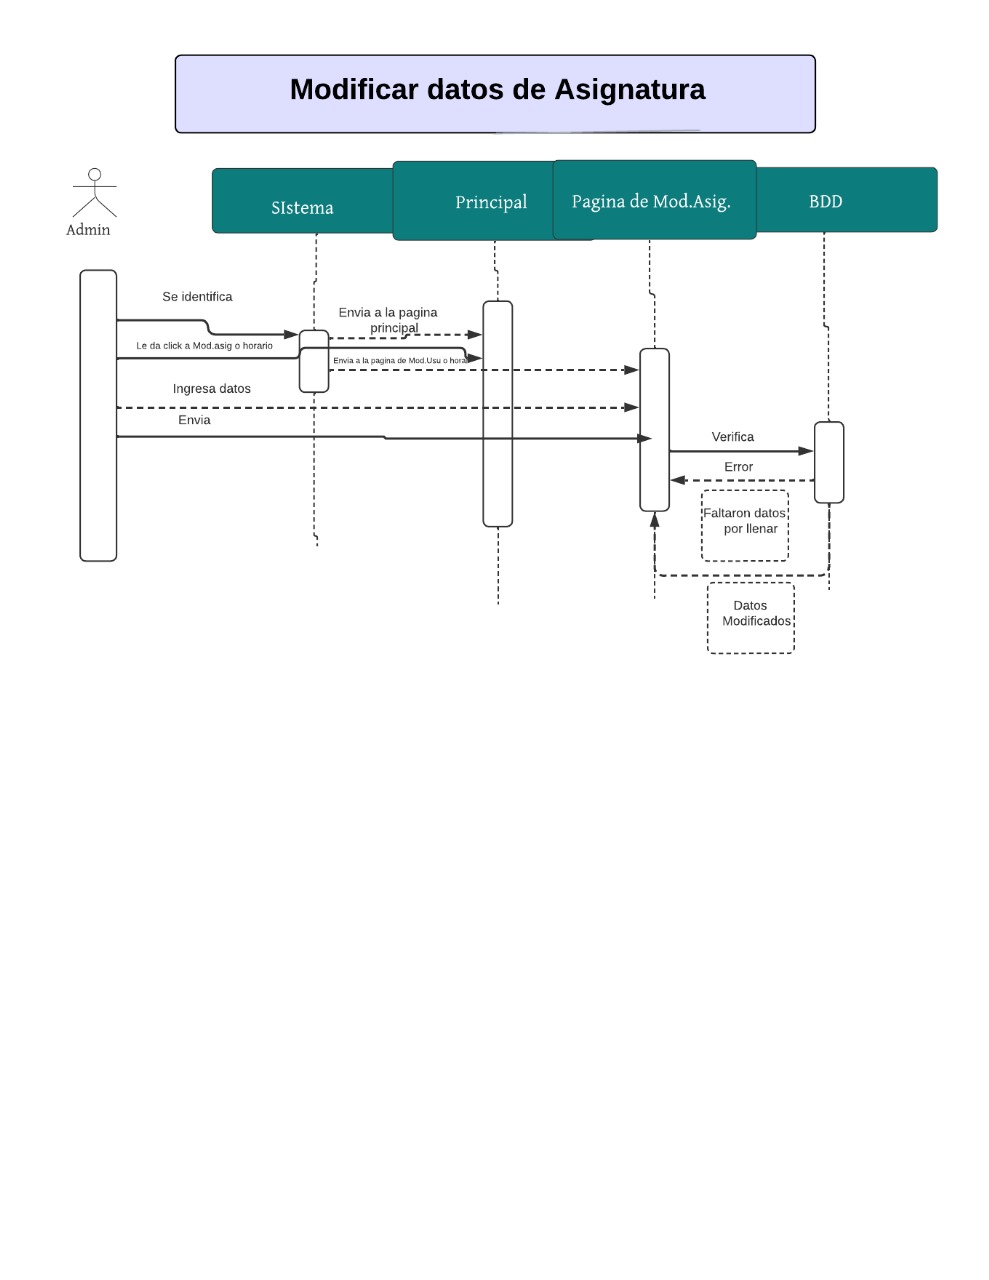 Modificar datos de Asignatura
Admin
SIstema
Principal
Pagina de Mod.Asig.
BDD
Se identifica
Envia a la pagina
principal
Le da click a Mod.asig o horario
Envia a la pagina de Mod.Usu o
Ingresa datos
Envia
Verifica
Error
Faltaron datos
por llenar
Datos
Modificados